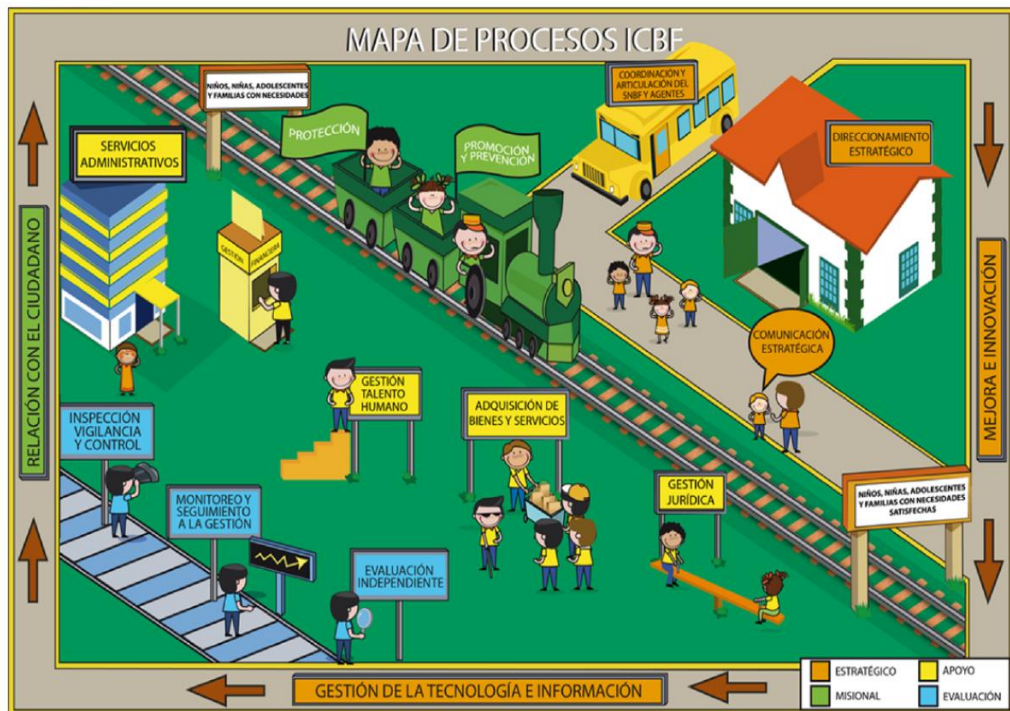 MAPA DE PROCESOS ICBF
NIÑOS, NIÑAS, ADOLESCENTES
Y FAMILIAS CON NECESIDADES
COORDINACIÓN Y
ARTICULACIÓN DEL
SNBF Y AGENTES
PROTECCIÓN
PROMOCIÓN
Y PREVENCIÓN
DIRECCIONAMIENTO
ESTRATÉGICO
SERVICIOS
ADMINISTRATIVOS
GESTIÓN
FINANCIERA
RELACIÓN CON EL CIUDADANO
MEJORA E INNOVACIÓN
COMUNICACIÓN
ESTRATÉGICA
GESTIÓN
TALENTO
HUMANO
ADQUISICIÓN DE
BIENES Y SERVICIOS
INSPECCIÓN
VIGILANCIA
Y CONTROL
MONITOREO Y
SEGUIMIENTO
A LA GESTIÓN
GESTIÓN
JURÍDICA
NIÑOS, NIÑAS, ADOLESCENTES
Y FAMILIAS CON NECESIDADES
SATISFECHAS
EVALUACIÓN
INDEPENDIENTE
GESTIÓN DE LA TECNOLOGÍA E INFORMACIÓN
ESTRATÉGICO
APOYO
MISIONAL
EVALUACIÓN